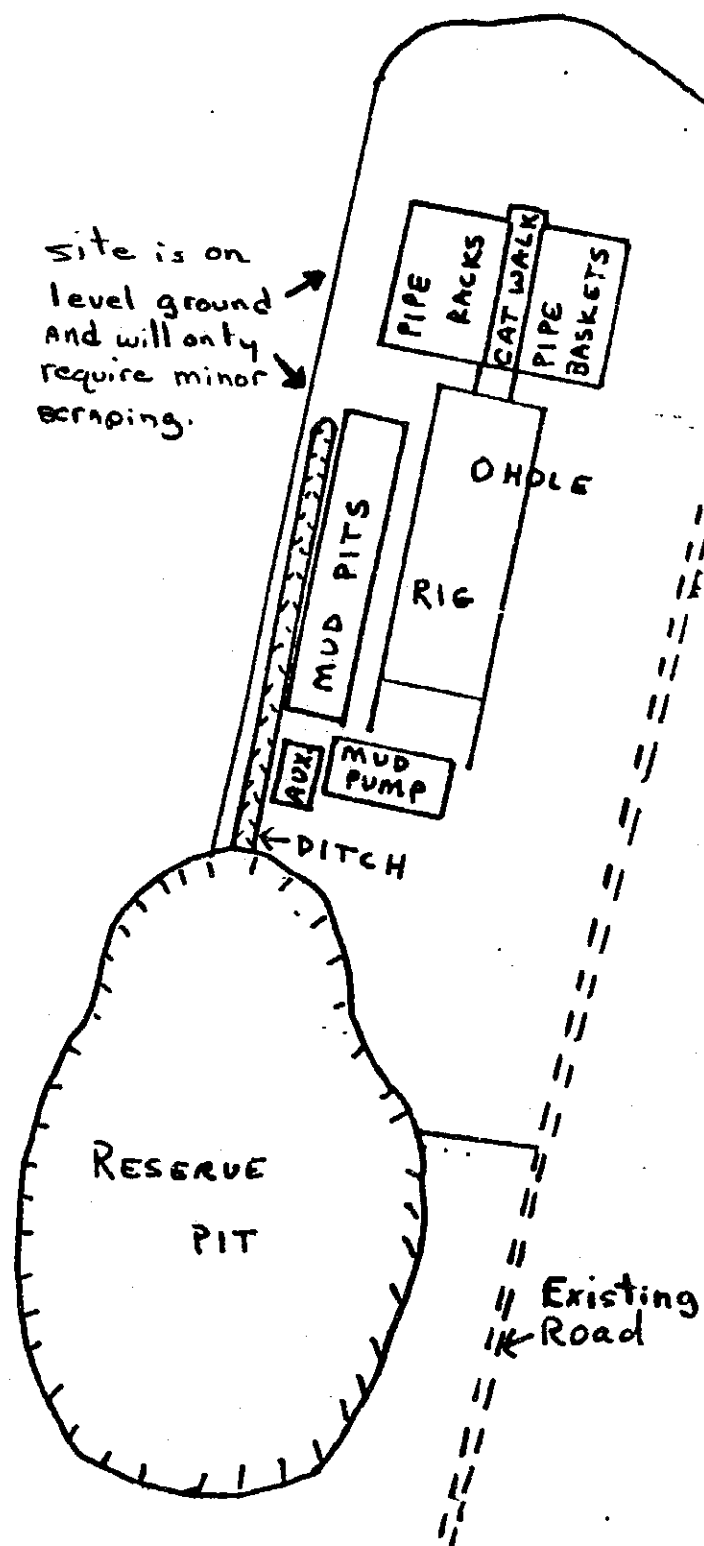 site is on
level ground
And will only
require minor
scraping.
PIPE
RACKS
CAT WALK
PIPE
BASKETS
O HOLE
MUD PITS
RIG
AUX.
MUD
PUMP
DITCH
RESERVE
PIT
Existing
Road